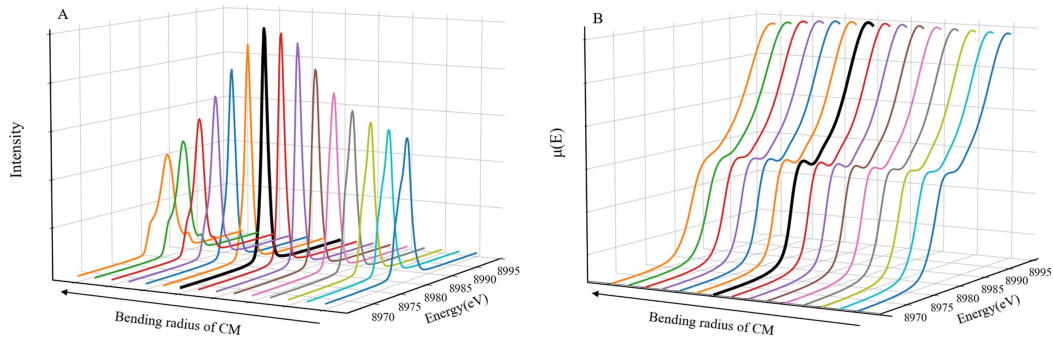 A
Intensity
Bending radius of CM
8970
8975
8980
8985
8990
8995
Energy(eV)
B
μ(E)
Bending radius of CM
8970
8975
8980
8985
8990
8995
Energy(eV)